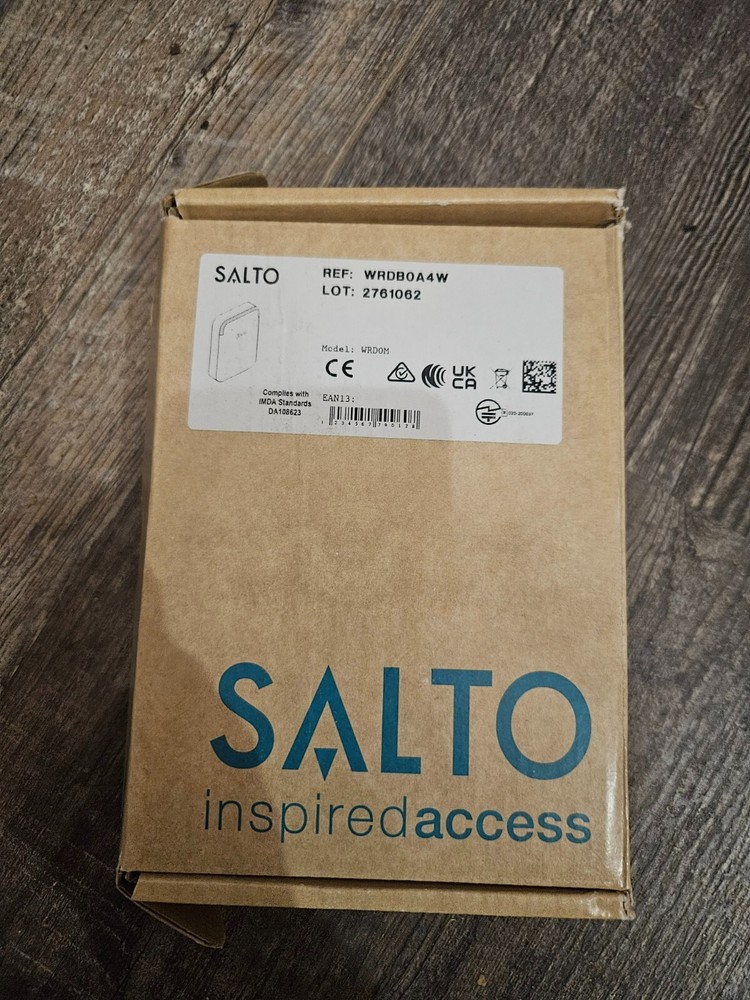 SALTO
REF: WRDB0A4W
LOT: 2761062
Model: WRD0M
CE
UK
CA
Complies with
IMDA Standards
DA108623
EAN13:
SALTO
inspiredaccess